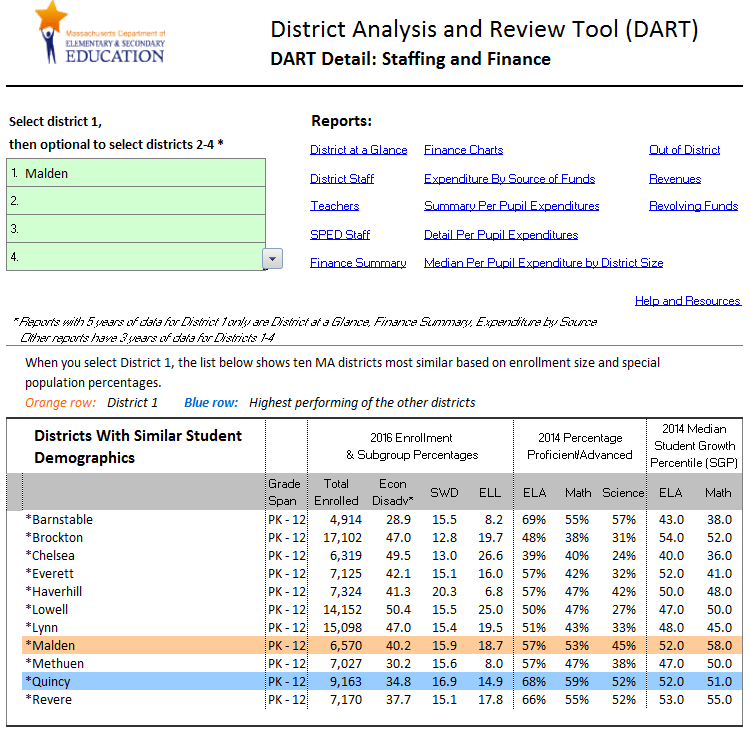 Massachusetts Department of
ELEMENTARY & SECONDARY
EDUCATION
District Analysis and Review Tool (DART)
DART Detail: Staffing and Finance
Select district 1,
then optional to select districts 2-4 *
1. Malden
2.
3.
4.
Reports:
District at a Glance Finance Charts Out of District
District Staff Expenditure By Source of Funds Revenues
Teachers Summary Per Pupil Expenditures Revolving Funds
SPED Staff Detail Per Pupil Expenditures
Finance Summary Median Per Pupil Expenditure by District Size
Help and Resources
*Reports with 5 years of data for District 1 only are District at a Glance, Finance Summary, Expenditure by Source
Other reports have 3 years of data for Districts 1-4
When you select District 1, the list below shows ten MA districts most similar based on enrollment size and special
population percentages.
Orange row: District 1 Blue row: Highest performing of the other districts
Districts With Similar Student
Demographics
2016 Enrollment
& Subgroup Percentages
2014 Percentage
Proficient/Advanced
2014 Median
Student Growth
Percentile (SGP)
Grade Span Total Enrolled Econ Disadv* SWD ELL ELA Math Science ELA Math
*Barnstable PK - 12 4,914 28.9 15.5 8.2 69% 55% 57% 43.0 38.0
*Brockton PK - 12 17,102 47.0 12.8 19.7 48% 38% 31% 54.0 52.0
*Chelsea PK - 12 6,319 49.5 13.0 26.6 39% 40% 24% 40.0 36.0
*Everett PK - 12 7,125 42.1 15.1 16.0 57% 42% 32% 52.0 41.0
*Haverhill PK - 12 7,324 41.3 20.3 6.8 57% 47% 42% 50.0 48.0
*Lowell PK - 12 14,152 50.4 15.5 25.0 50% 47% 27% 47.0 50.0
*Lynn PK - 12 15,098 47.0 15.4 19.5 51% 43% 33% 48.0 45.0
*Malden PK - 12 6,570 40.2 15.9 18.7 57% 53% 45% 52.0 58.0
*Methuen PK - 12 7,027 30.2 15.6 8.0 57% 47% 38% 47.0 50.0
*Quincy PK - 12 9,163 34.8 16.9 14.9 68% 59% 52% 52.0 51.0
*Revere PK - 12 7,170 37.7 15.1 17.8 66% 55% 52% 53.0 55.0